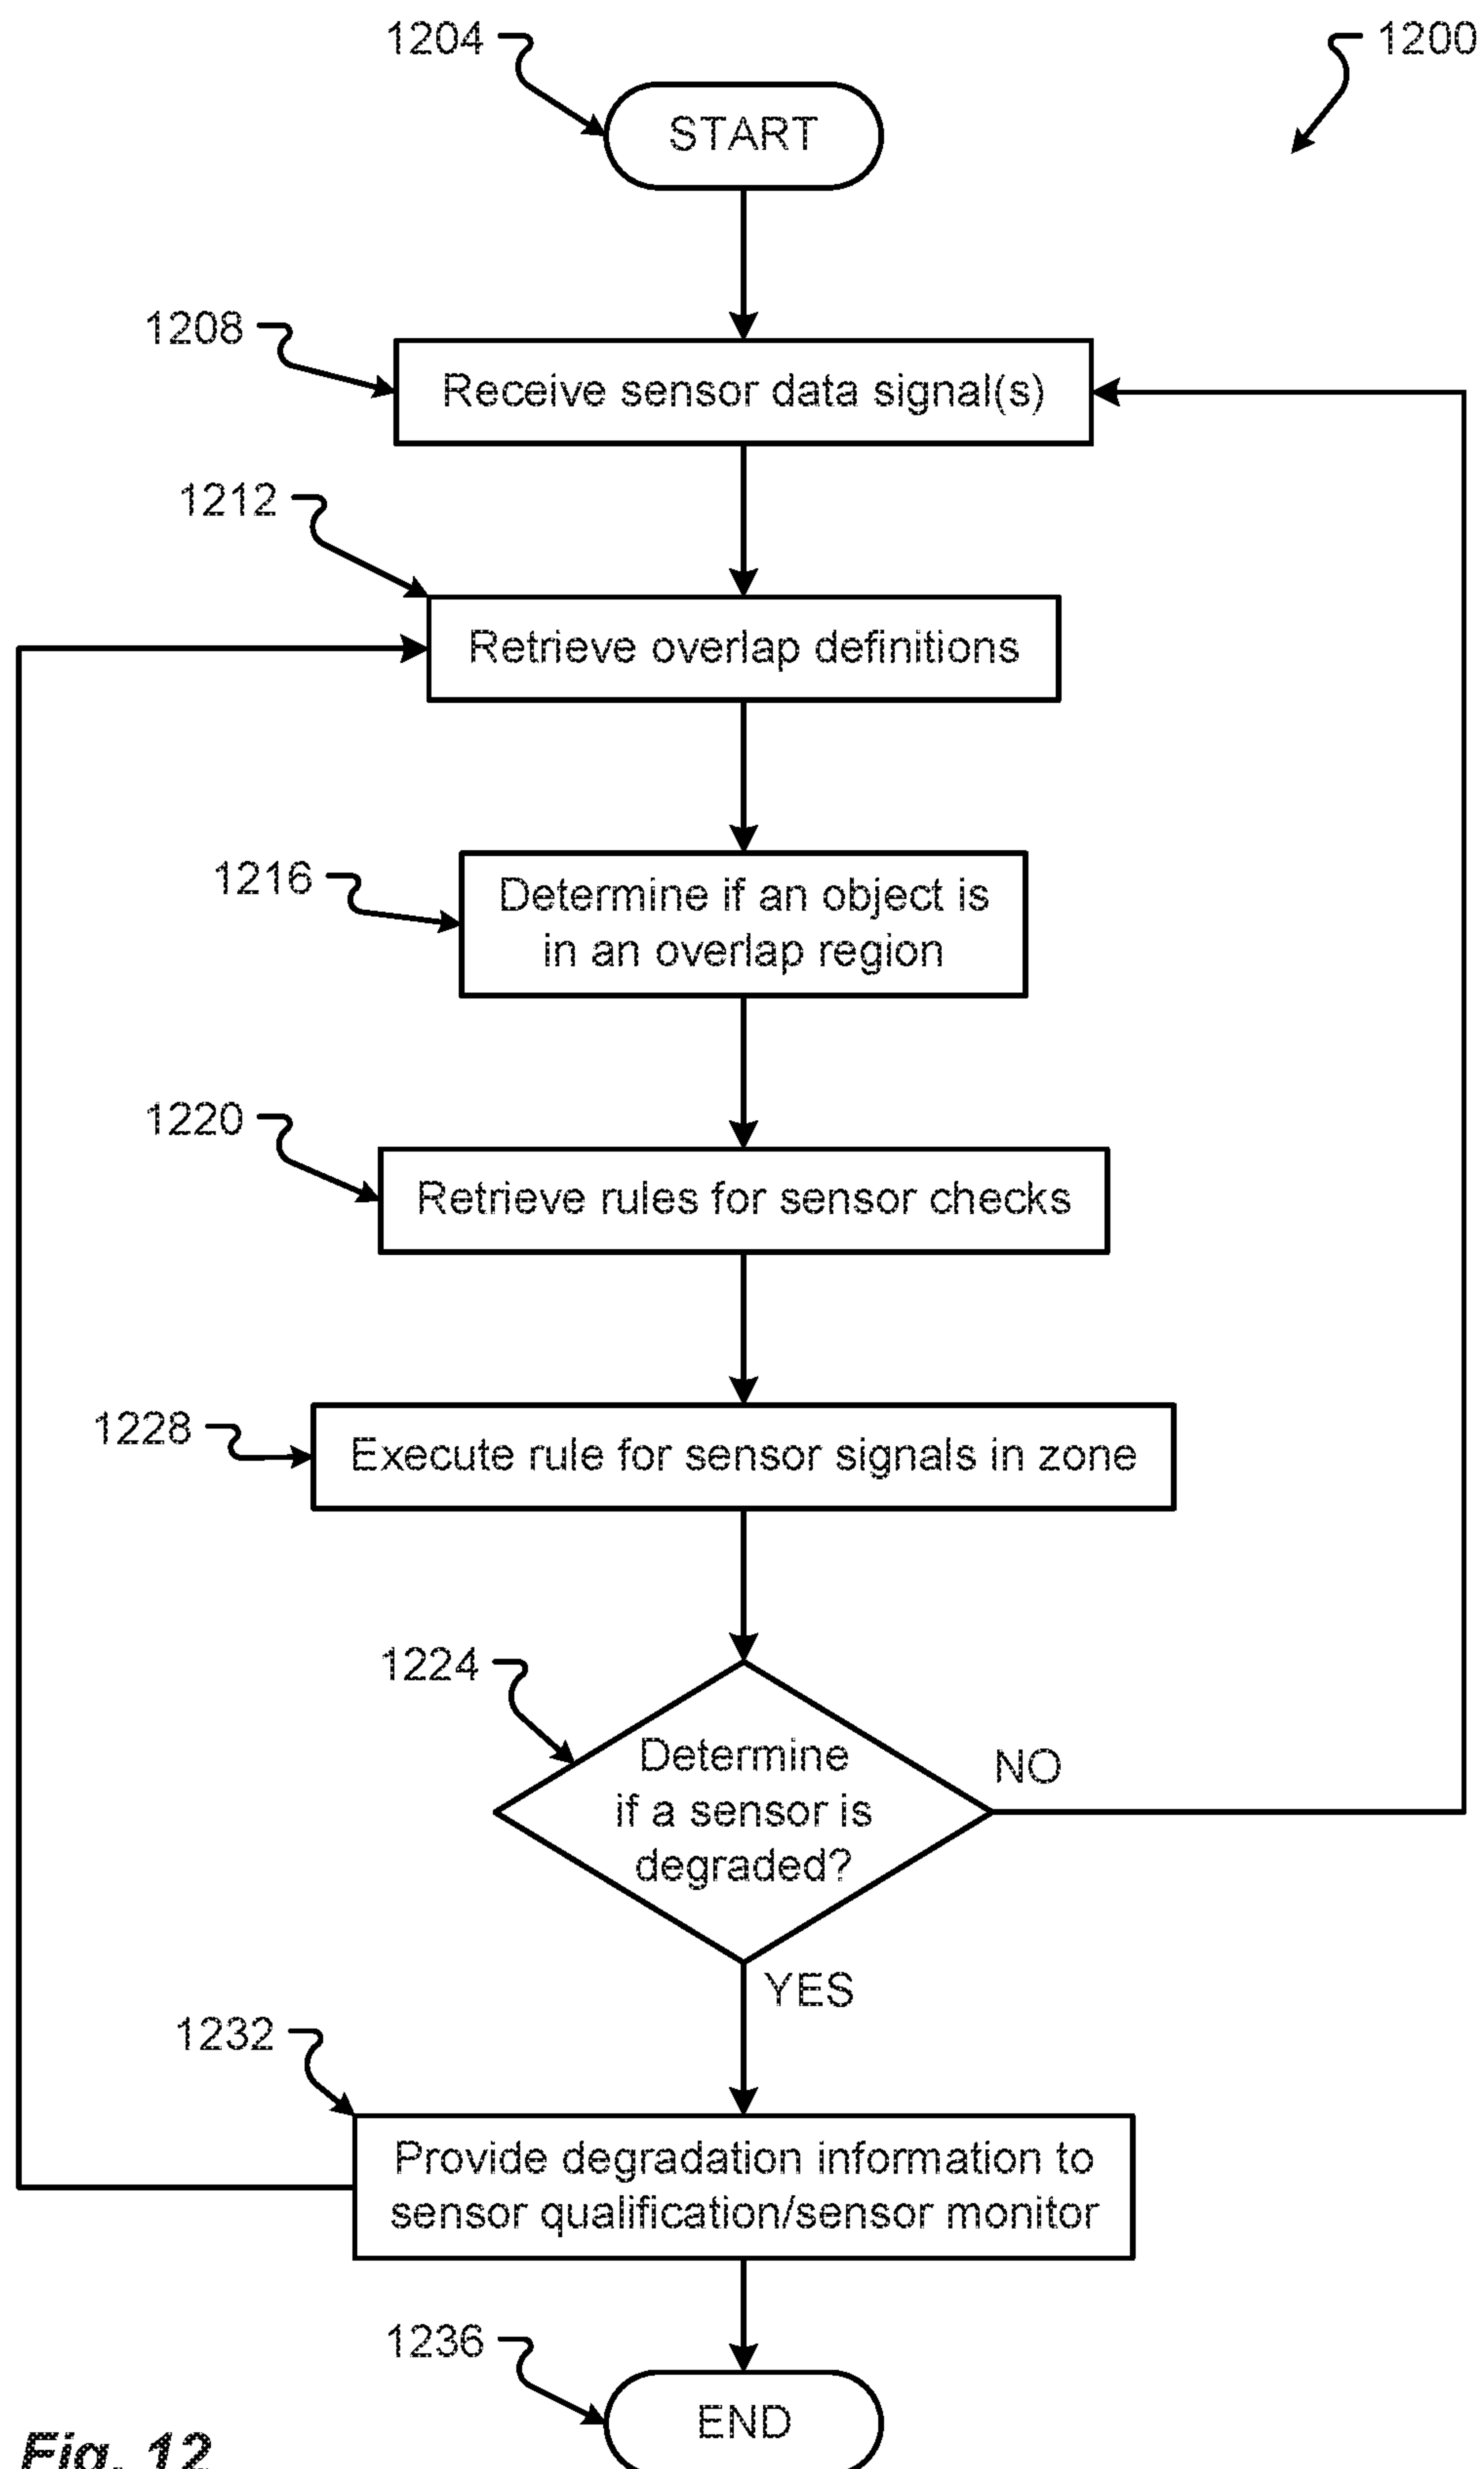 1204
1200
START
1208
Receive sensor data signal(s)
1212
Retrieve overlap definitions
1216
Determine if an object is
in an overlap region
1220
Retrieve rules for sensor checks
1228
Execute rule for sensor signals in zone
1224
Determine
if a sensor is
degraded?
NO
YES
1232
Provide degradation information to
sensor qualification/sensor monitor
1236
END
Fig. 12